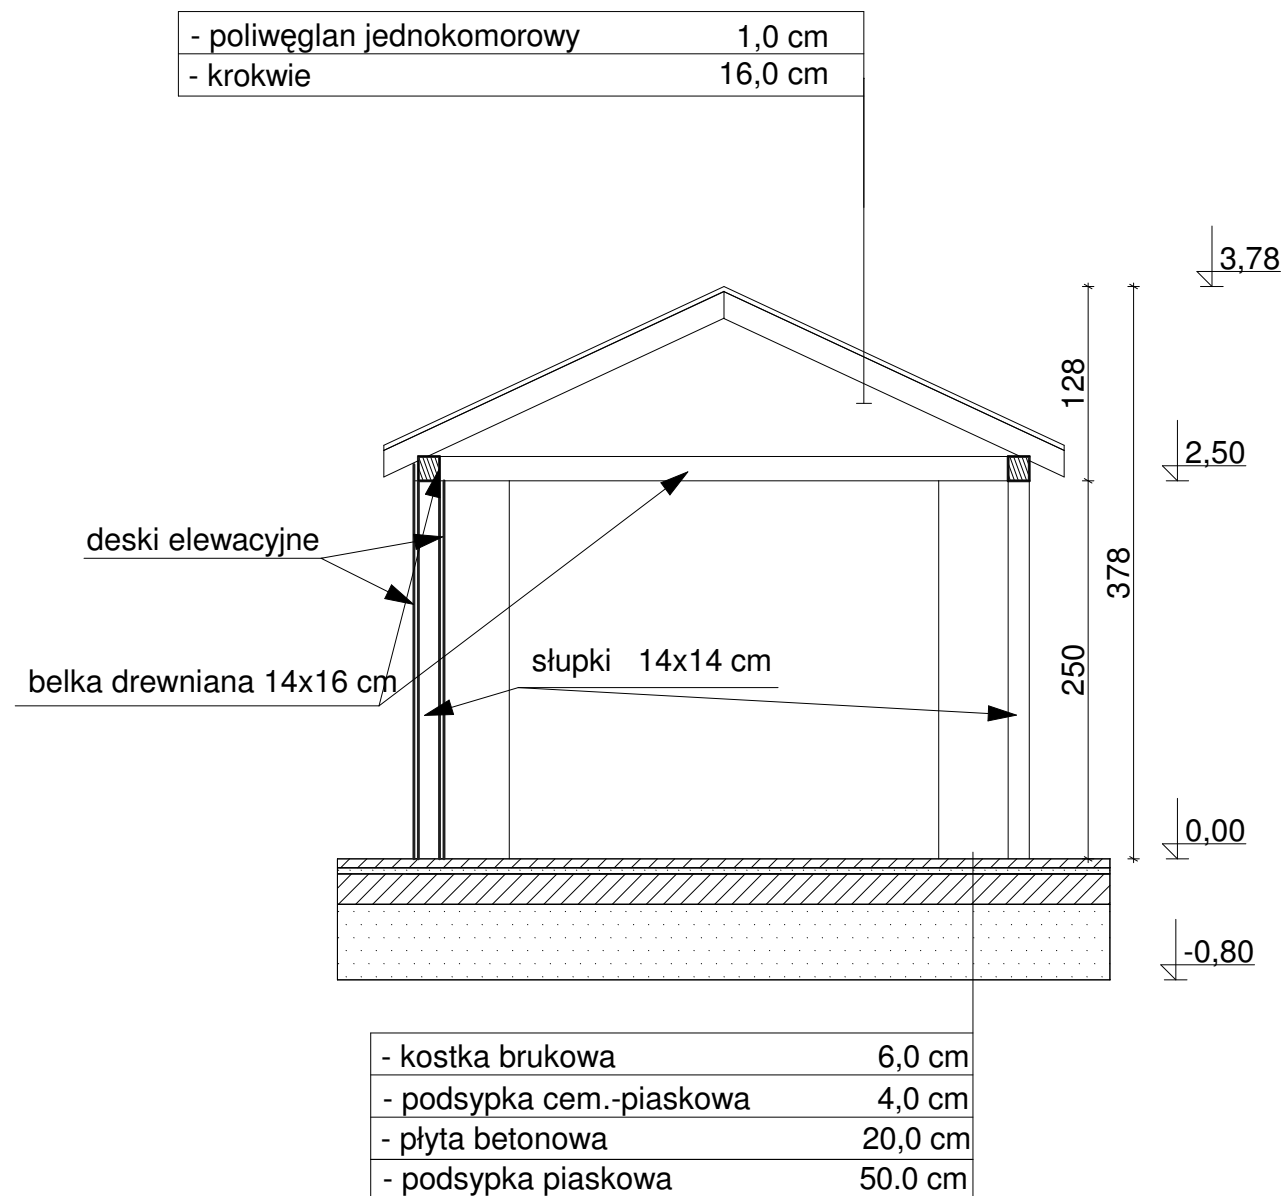 - poliwęglan jednokomorowy 1,0 cm
- krokwie 16,0 cm
3,78
128
2,50
deski elewacyjne
378
250
słupki 14x14 cm
belka drewniana 14x16 cm
0,00
-0,80
- kostka brukowa 6,0 cm
- podsypka cem.-piaskowa 4,0 cm
- płyta betonowa 20,0 cm
- podsypka piaskowa 50.0 cm